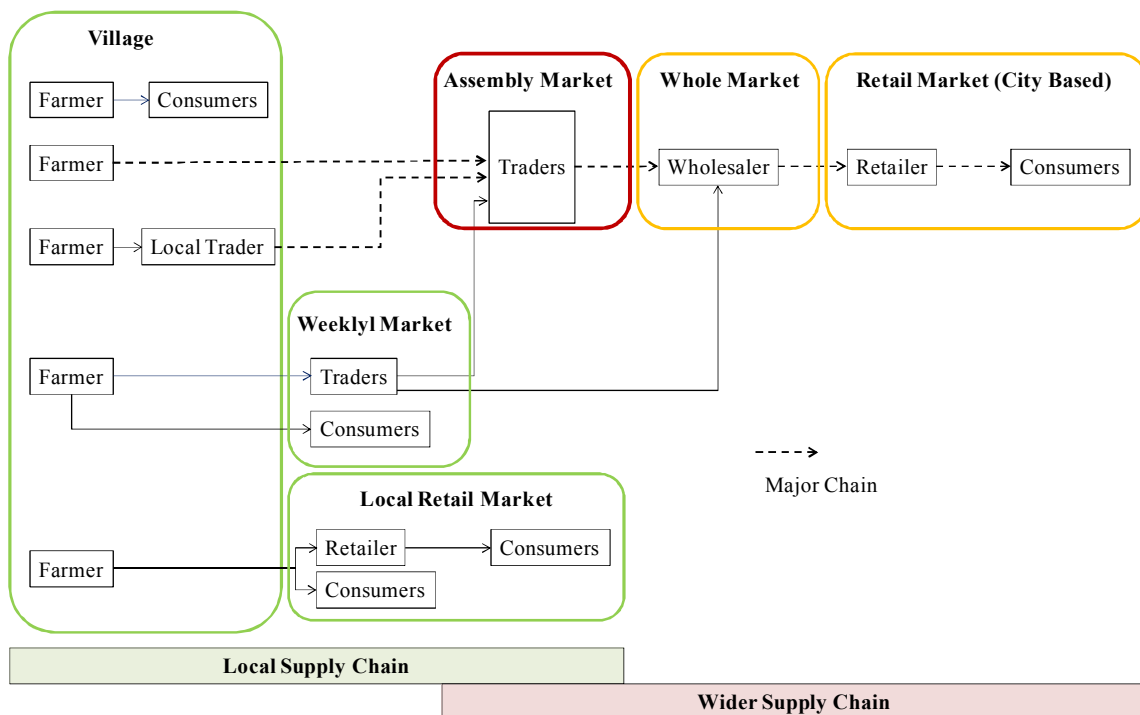 Village
Farmer
Consumers
Farmer
Farmer
Local Trader
Farmer
Farmer
Assembly Market
Traders
Whole Market
Wholesaler
Retail Market (City Based)
Retailer
Consumers
Weeklyl Market
Traders
Consumers
Local Retail Market
Retailer
Consumers
Consumers
Major Chain
Local Supply Chain
Wider Supply Chain